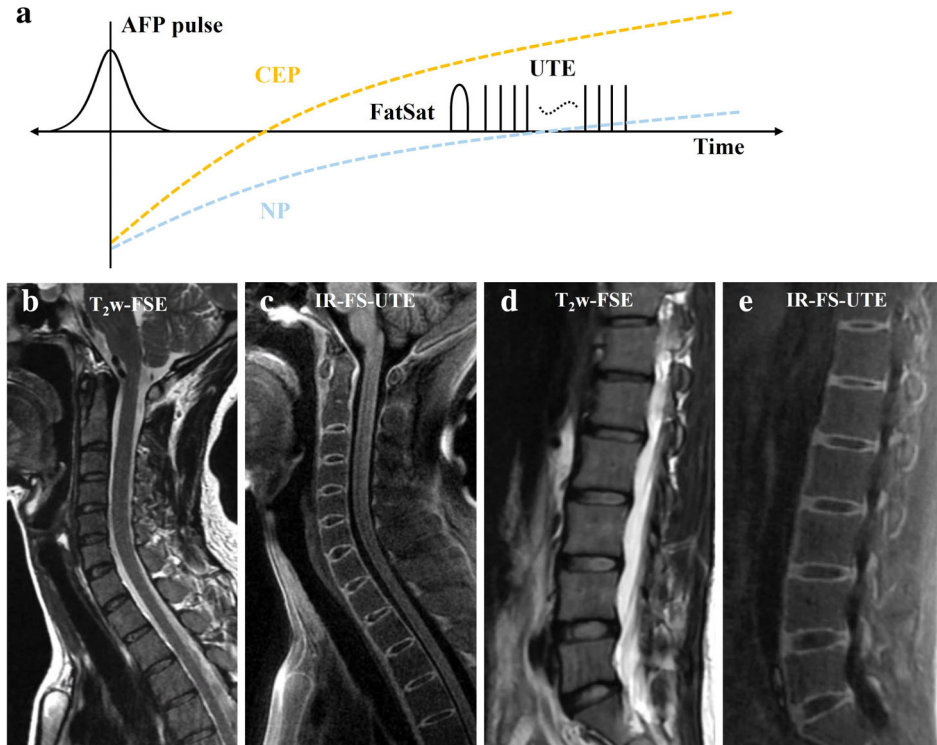 a
AFP pulse
CEP
UTE
FatSat
Time
NP
b
T₂w-FSE
c
IR-FS-UTE
d
T₂w-FSE
e
IR-FS-UTE